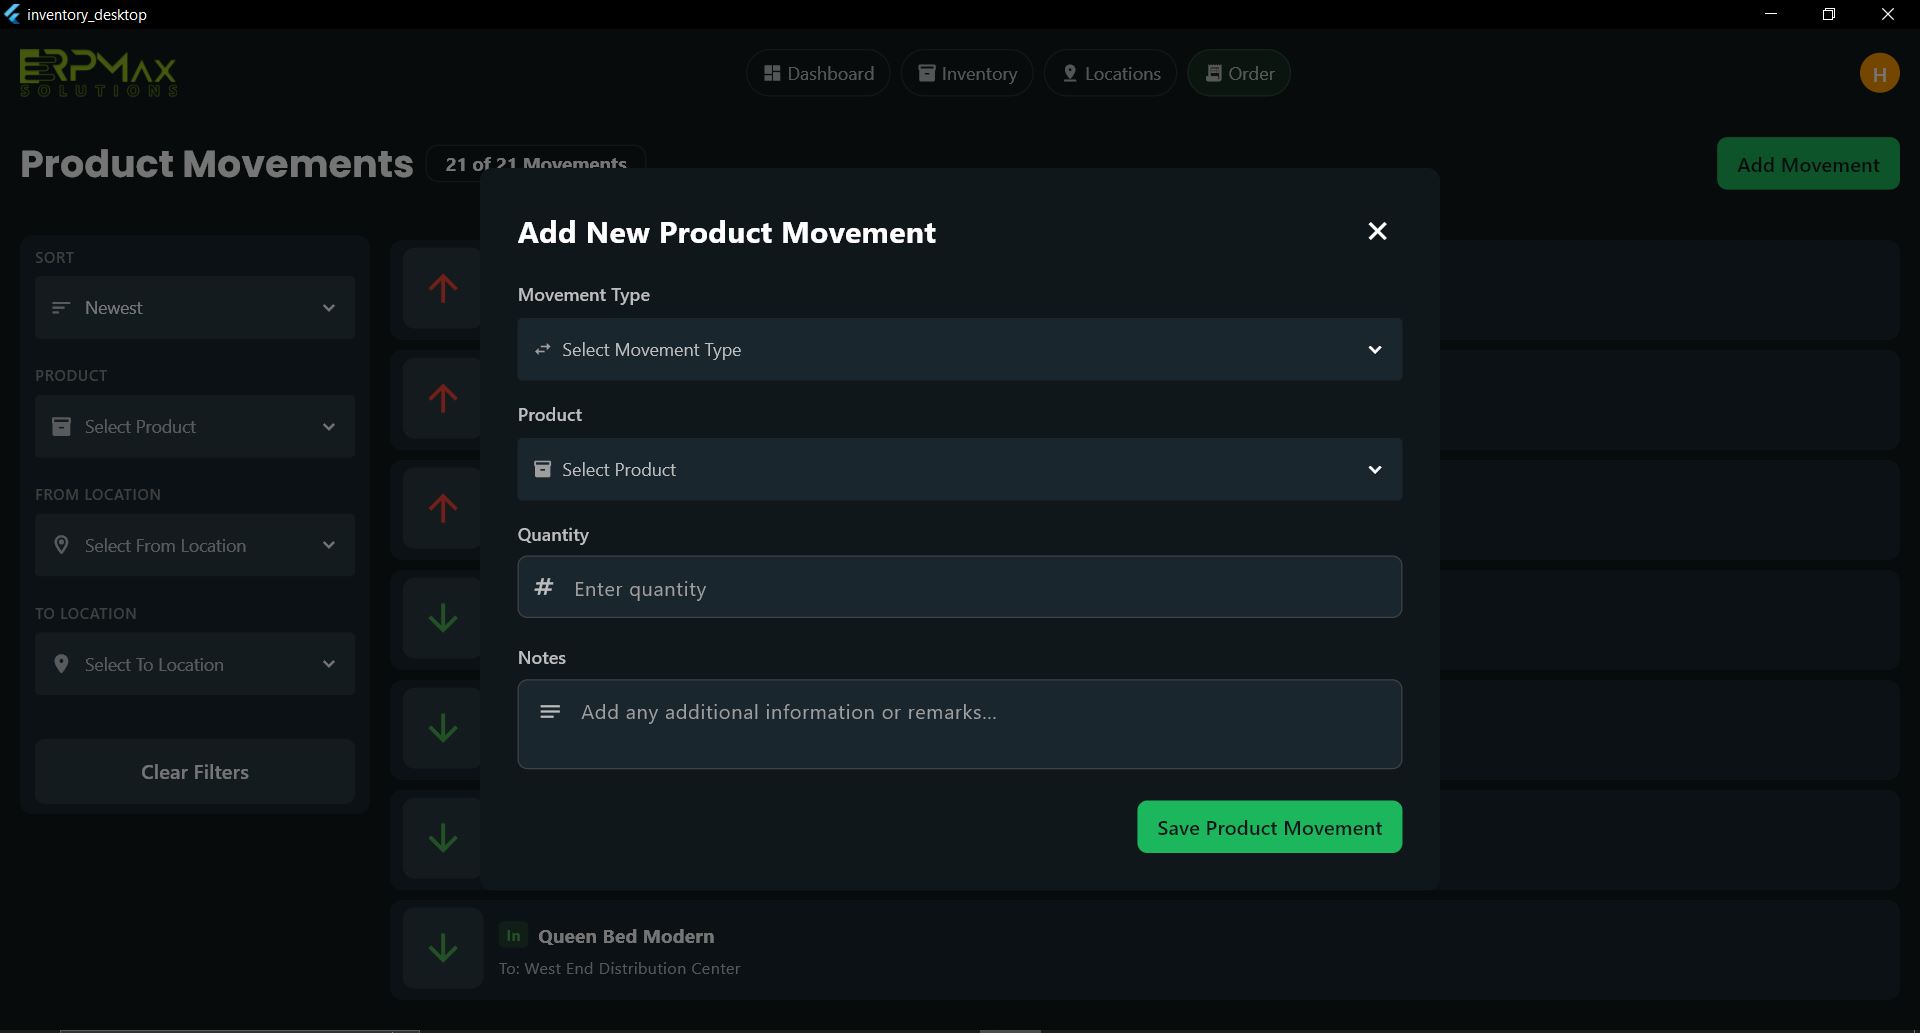 inventory_desktop
ERPMAX
SOLUTIONS
Dashboard
Inventory
Locations
Order
H
Product Movements
21 of 21 Movements
Add Movement
SORT
Newest
PRODUCT
Select Product
FROM LOCATION
Select From Location
TO LOCATION
Select To Location
Clear Filters
Add New Product Movement
Movement Type
Select Movement Type
Product
Select Product
Quantity
# Enter quantity
Notes
Add any additional information or remarks...
Save Product Movement
In Queen Bed Modern
To: West End Distribution Center